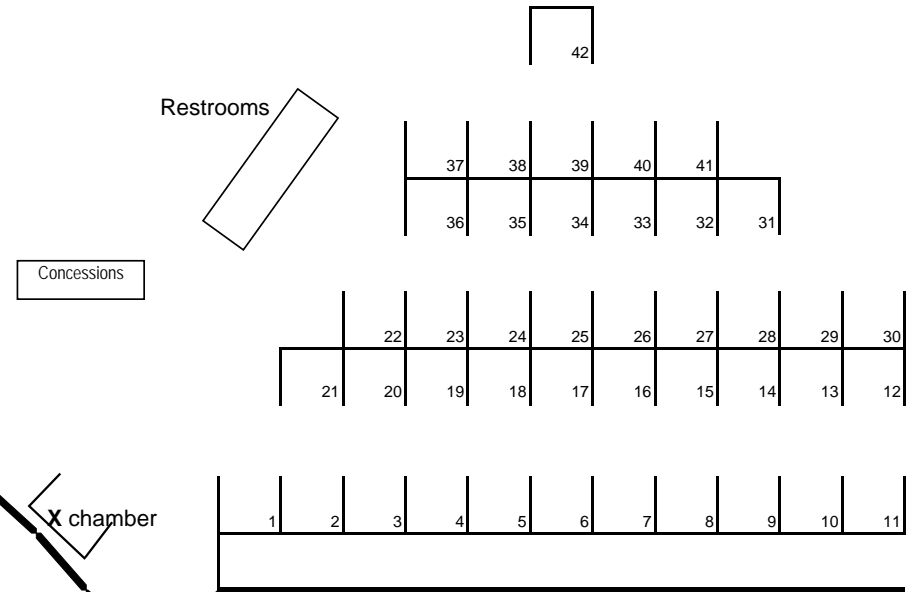 42
Restrooms
37 38 39 40 41
36 35 34 33 32 31
Concessions
22 23 24 25 26 27 28 29 30
21 20 19 18 17 16 15 14 13 12
X chamber
1 2 3 4 5 6 7 8 9 10 11